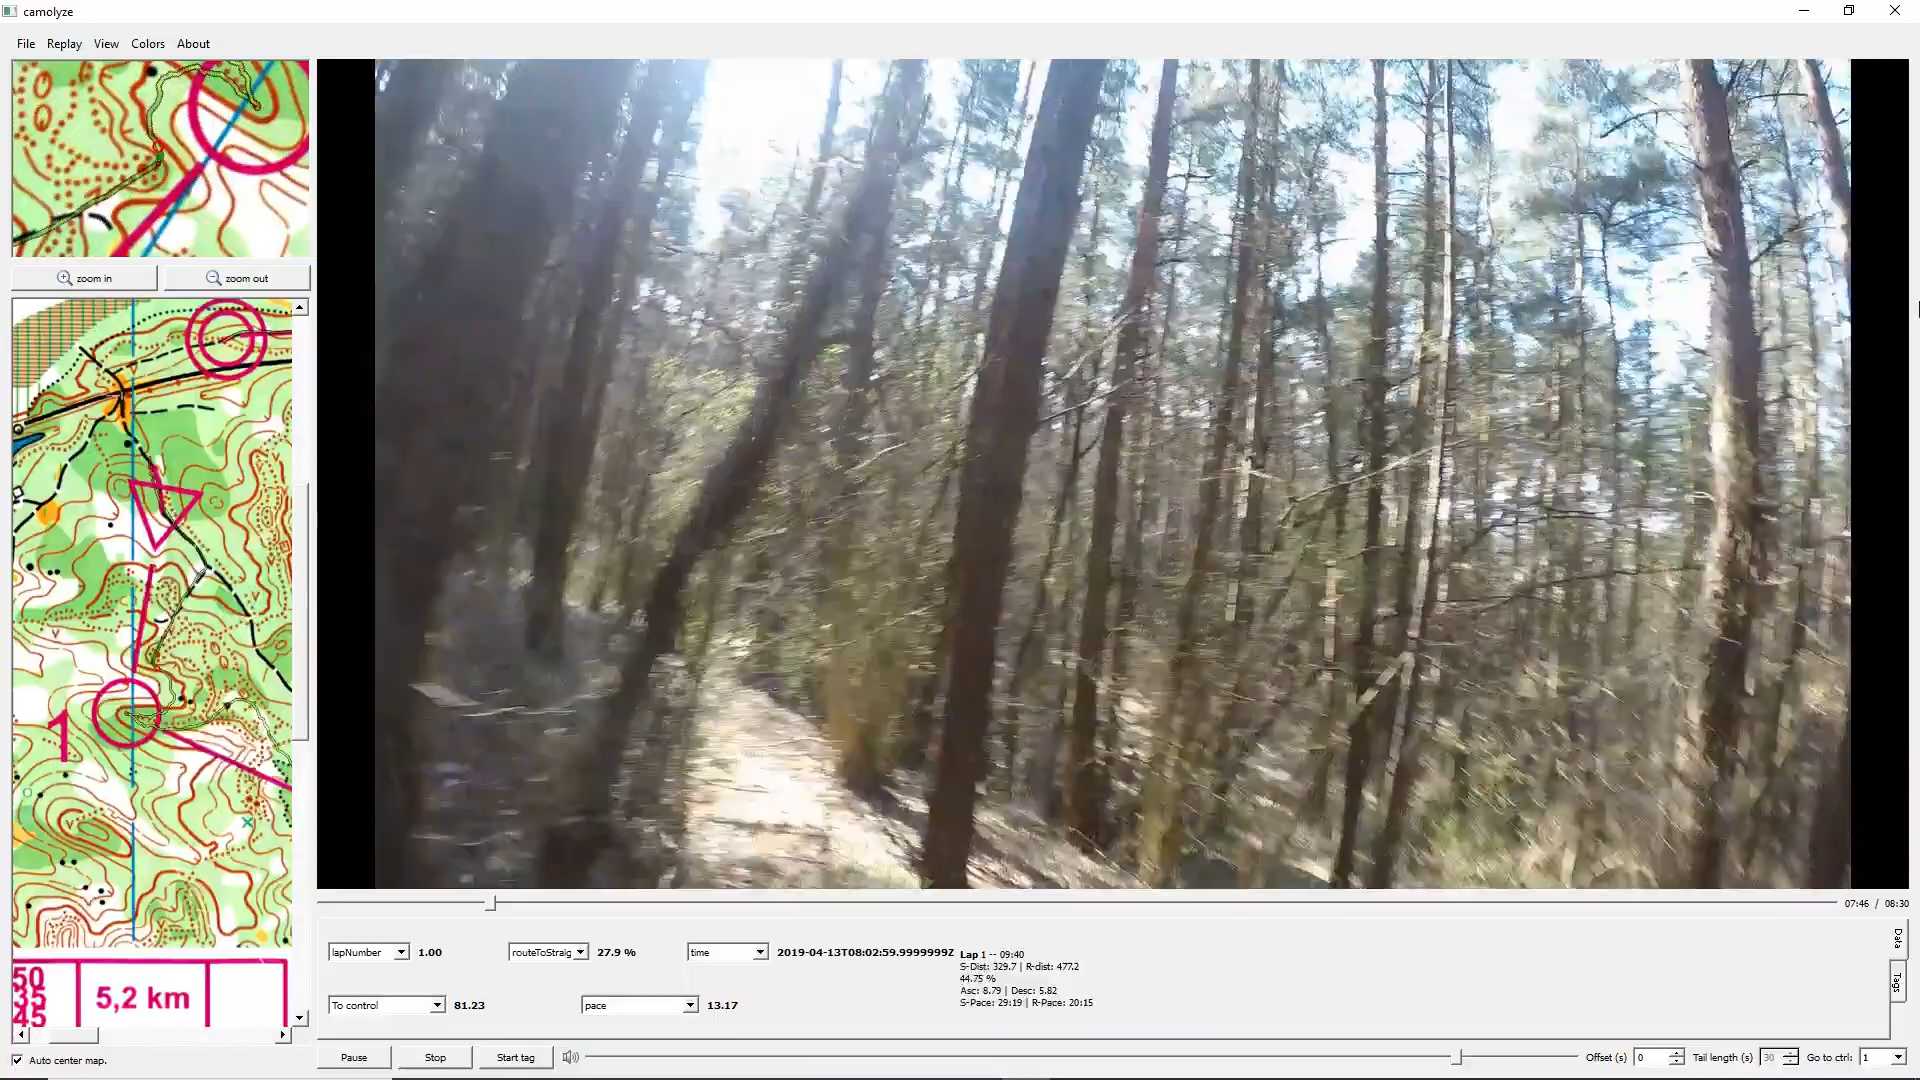 camolyze
File Replay View Colors About
zoom in
zoom out
1
50
35
45
5,2 km
07:46 / 08:30
lapNumber 1.00 routeToStraig 27.9 % time 2019-04-13T08:02:59.9999999Z
Lap 1 -- 09:40
S-Dist: 329.7 | R-dist: 477.2
44.75 %
Asc: 8.79 | Desc: 5.82
S-Pace: 29:19 | R-Pace: 20:15
To control 81.23 pace 13.17
Data
Tags
Auto center map.
Pause Stop Start tag Offset (s) 0 Tail length (s) 30 Go to ctrl: 1